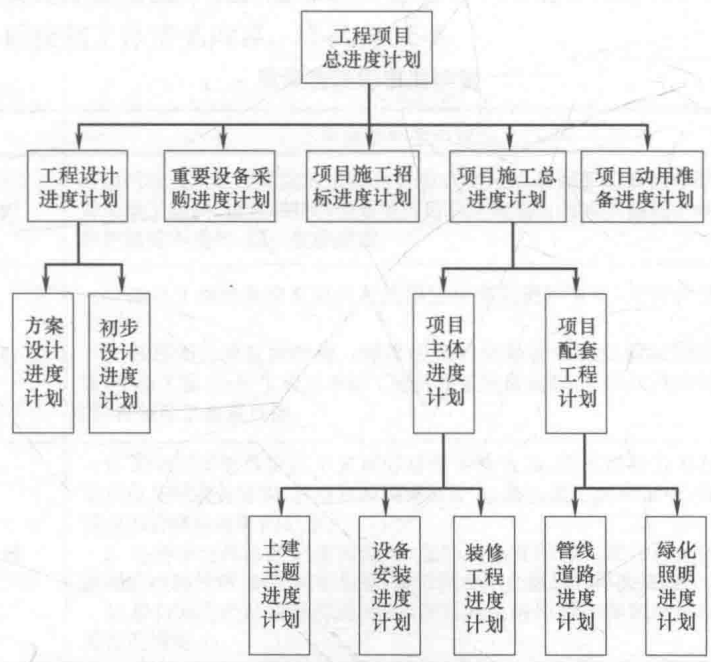 工程项目
总进度计划
工程设计
进度计划
重要设备采
购进度计划
项目施工招
标进度计划
项目施工总
进度计划
项目动用准
备进度计划
方案
设计
进度
计划
初步
设计
进度
计划
项目
主体
进度
计划
项目
配套
工程
计划
土建
主题
进度
计划
设备
安装
进度
计划
装修
工程
进度
计划
管线
道路
进度
计划
绿化
照明
进度
计划